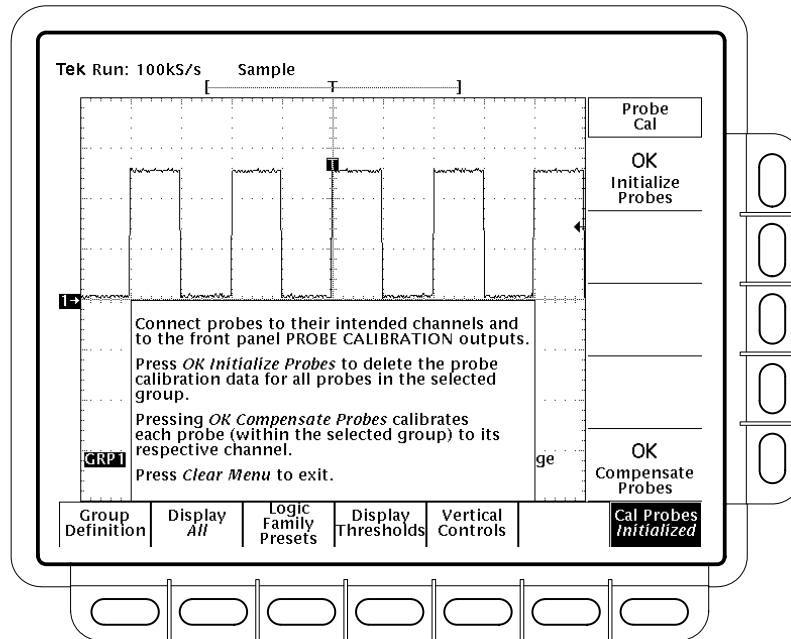 Tek Run: 100kS/s Sample
[ T ]
Probe
Cal
OK
Initialize
Probes
1→
Connect probes to their intended channels and
to the front panel PROBE CALIBRATION outputs.
Press OK Initialize Probes to delete the probe
calibration data for all probes in the selected
group.
Pressing OK Compensate Probes calibrates
each probe (within the selected group) to its
respective channel.
Press Clear Menu to exit.
GRP1
ge
OK
Compensate
Probes
Group
Definition
Display
All
Logic
Family
Presets
Display
Thresholds
Vertical
Controls
Cal Probes
Initialized